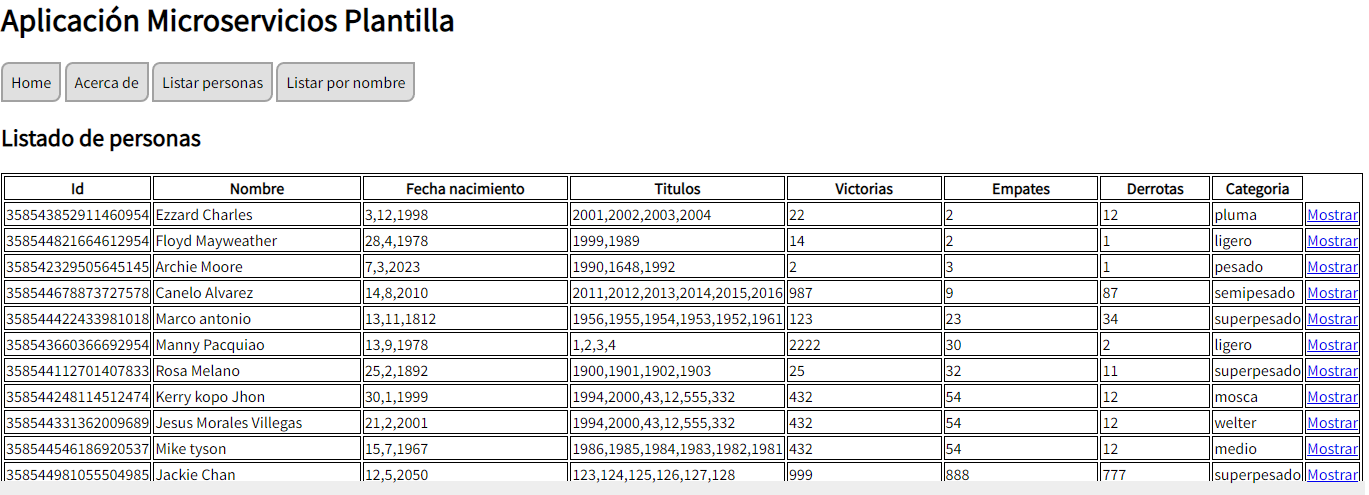 Aplicación Microservicios Plantilla
Home Acerca de Listar personas Listar por nombre
Listado de personas
Id Nombre Fecha nacimiento Titulos Victorias Empates Derrotas Categoria
358543852911460954 Ezzard Charles 3,12,1998 2001,2002,2003,2004 22 2 12 pluma Mostrar
358544821664612954 Floyd Mayweather 28,4,1978 1999,1989 14 2 1 ligero Mostrar
358542329505645145 Archie Moore 7,3,2023 1990,1648,1992 2 3 1 pesado Mostrar
358544678873727578 Canelo Alvarez 14,8,2010 2011,2012,2013,2014,2015,2016 987 9 87 semipesado Mostrar
358544422433981018 Marco antonio 13,11,1812 1956,1955,1954,1953,1952,1961 123 23 34 superpesado Mostrar
358543660366692954 Manny Pacquiao 13,9,1978 1,2,3,4 2222 30 2 ligero Mostrar
358544112701407833 Rosa Melano 25,2,1892 1900,1901,1902,1903 25 32 11 superpesado Mostrar
358544248114512474 Kerry kopo Jhon 30,1,1999 1994,2000,43,12,555,332 432 54 12 mosca Mostrar
358544331362009689 Jesus Morales Villegas 21,2,2001 1994,2000,43,12,555,332 432 54 12 welter Mostrar
358544546186920537 Mike tyson 15,7,1967 1986,1985,1984,1983,1982,1981 432 54 12 medio Mostrar
358544981055504985 Jackie Chan 12,5,2050 123,124,125,126,127,128 999 888 777 superpesado Mostrar